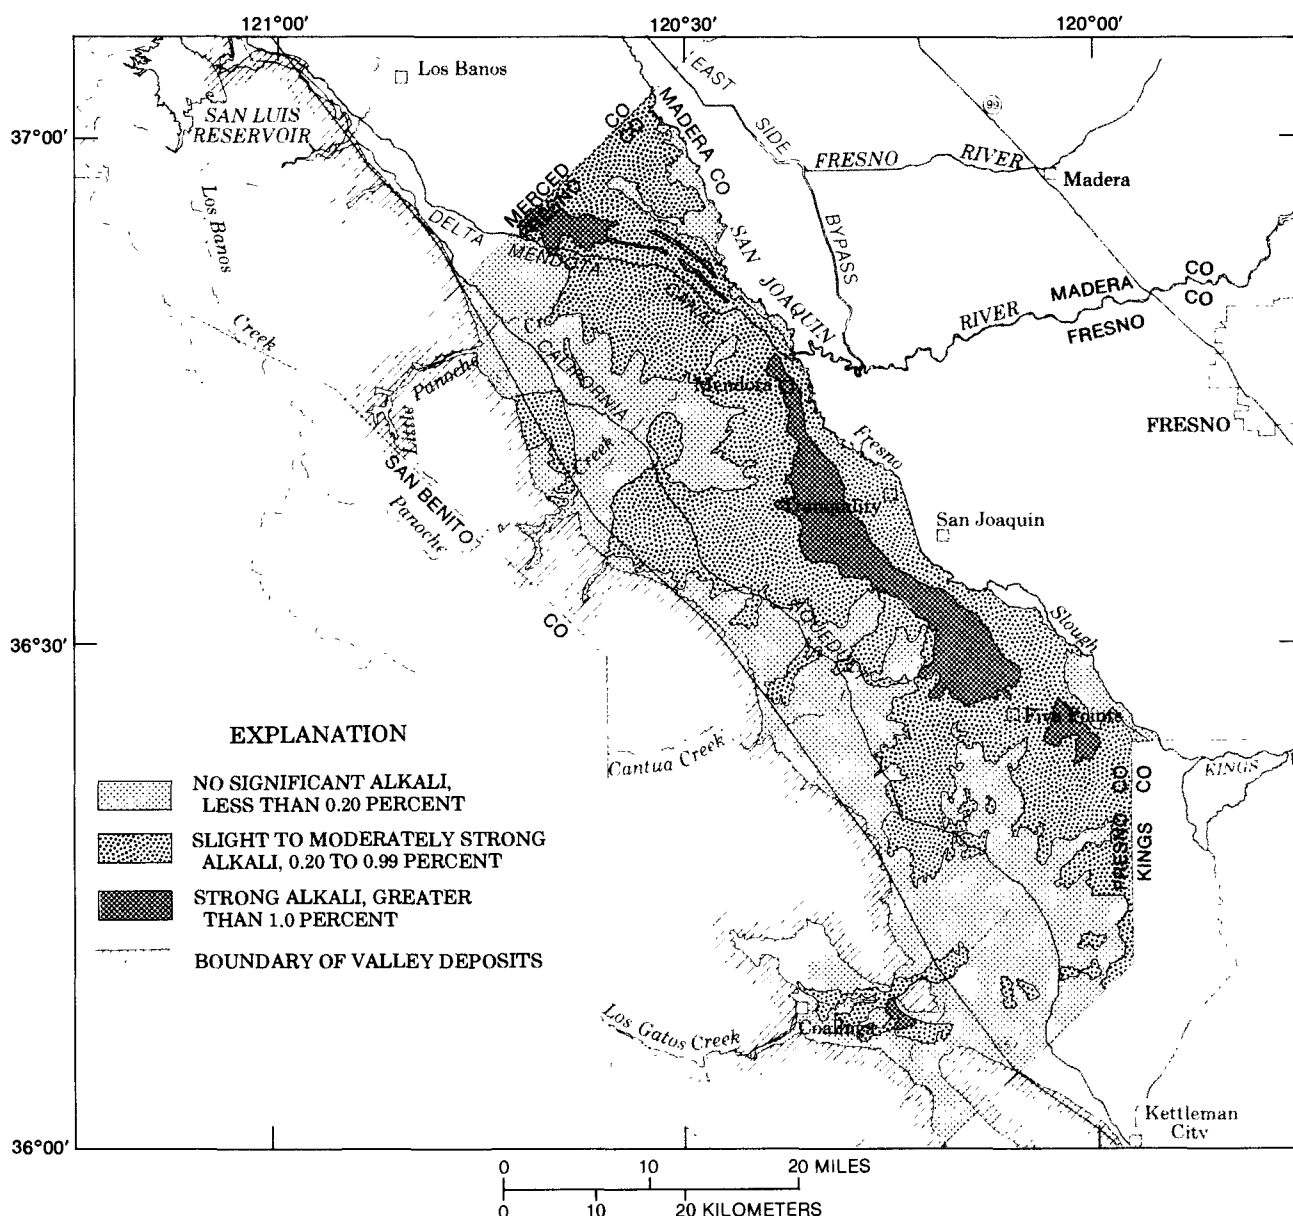 121°00′
120°30′
120°00′
37°00′
36°30′
36°00′
Los Banos
SAN LUIS
RESERVOIR
Los Banos
Creek
EAST
SIDE
BYPASS
MADERA CO
MERCED CO
FRESNO CO
FRESNO RIVER
99
Madera
DELTA
MENDOTA
CANAL
SAN JOAQUIN
RIVER
MADERA CO
FRESNO CO
FRESNO
Creek
CALIFORNIA
AQUEDUCT
Little
Panoche
Creek
SAN BENITO
CO
Panoche
Mendota
Fresno
Slough
Tranquillity
San Joaquin
Five Points
Cantua Creek
KINGS
FRESNO CO
KINGS CO
Los Gatos Creek
Coalinga
Kettleman
City
EXPLANATION
NO SIGNIFICANT ALKALI,
LESS THAN 0.20 PERCENT
SLIGHT TO MODERATELY STRONG
ALKALI, 0.20 TO 0.99 PERCENT
STRONG ALKALI, GREATER
THAN 1.0 PERCENT
BOUNDARY OF VALLEY DEPOSITS
0 10 20 MILES
0 10 20 KILOMETERS